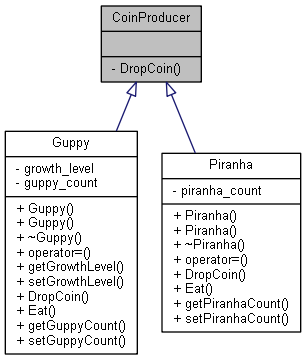 CoinProducer
- DropCoin()
Guppy
- growth_level
- guppy_count
+ Guppy()
+ Guppy()
+ ~Guppy()
+ operator=()
+ getGrowthLevel()
+ setGrowthLevel()
+ DropCoin()
+ Eat()
+ getGuppyCount()
+ setGuppyCount()
Piranha
- piranha_count
+ Piranha()
+ Piranha()
+ ~Piranha()
+ operator=()
+ DropCoin()
+ Eat()
+ getPiranhaCount()
+ setPiranhaCount()